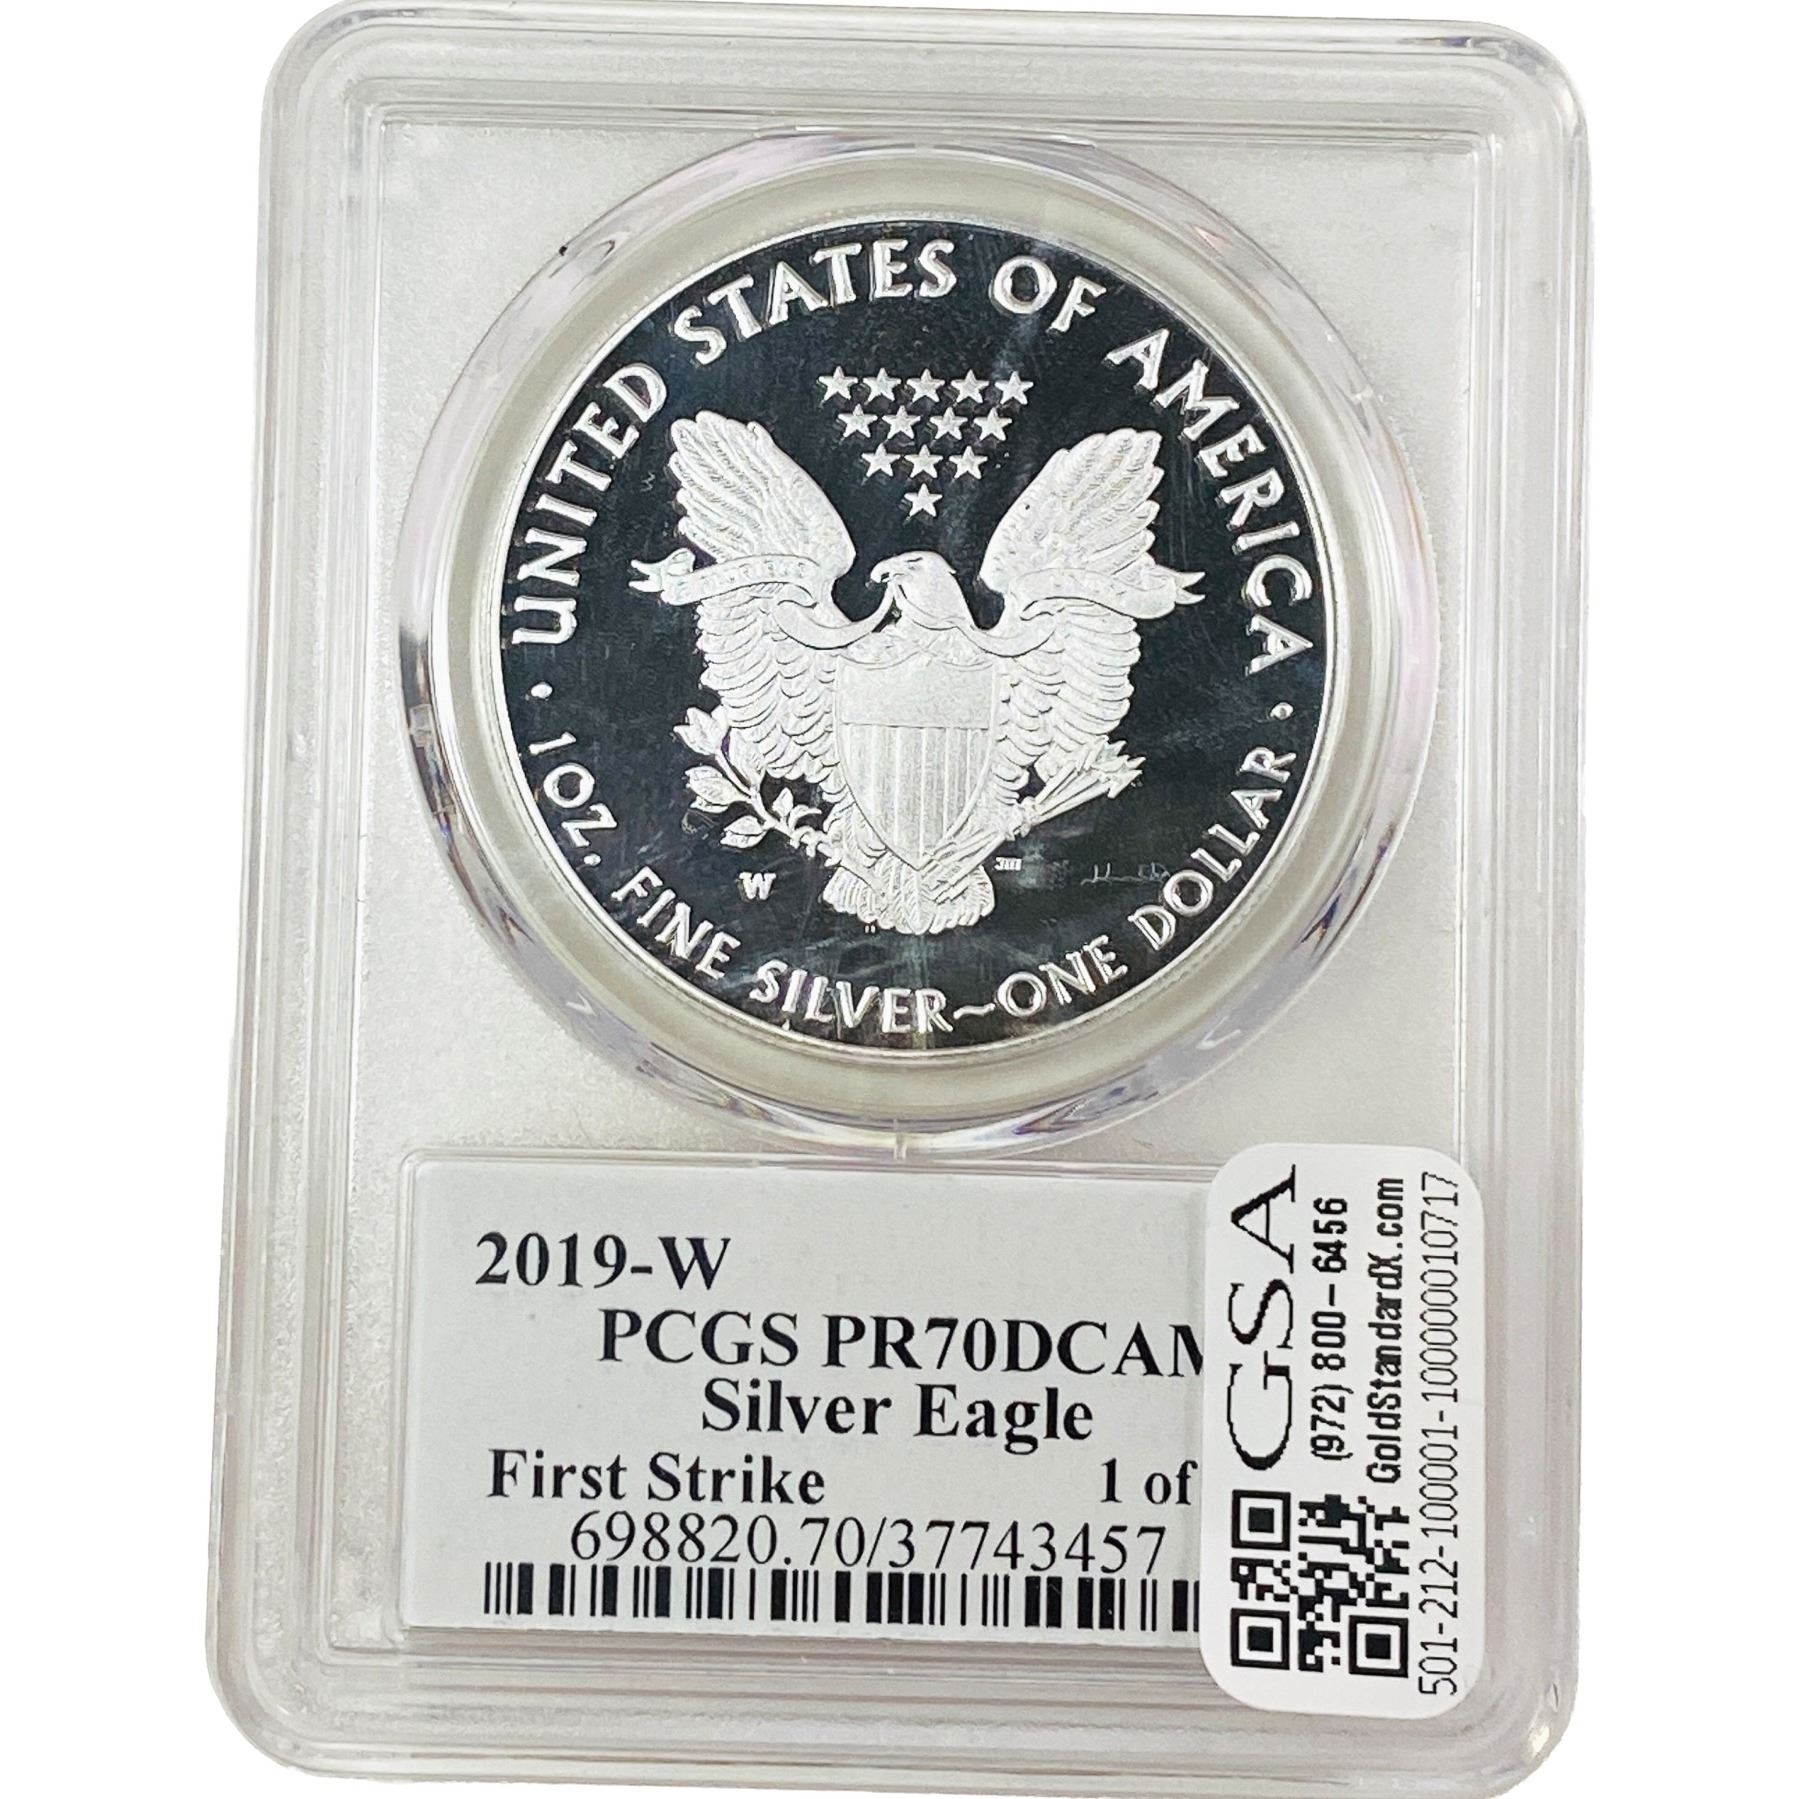 UNITED STATES OF AMERICA
W
1 OZ. FINE SILVER~ONE DOLLAR
2019-W
PCGS PR70DCAM
Silver Eagle
First Strike 1 of
698820.70/37743457
GSA
(972) 800-6456
GoldStandardX.com
501-212-100001-100000010717